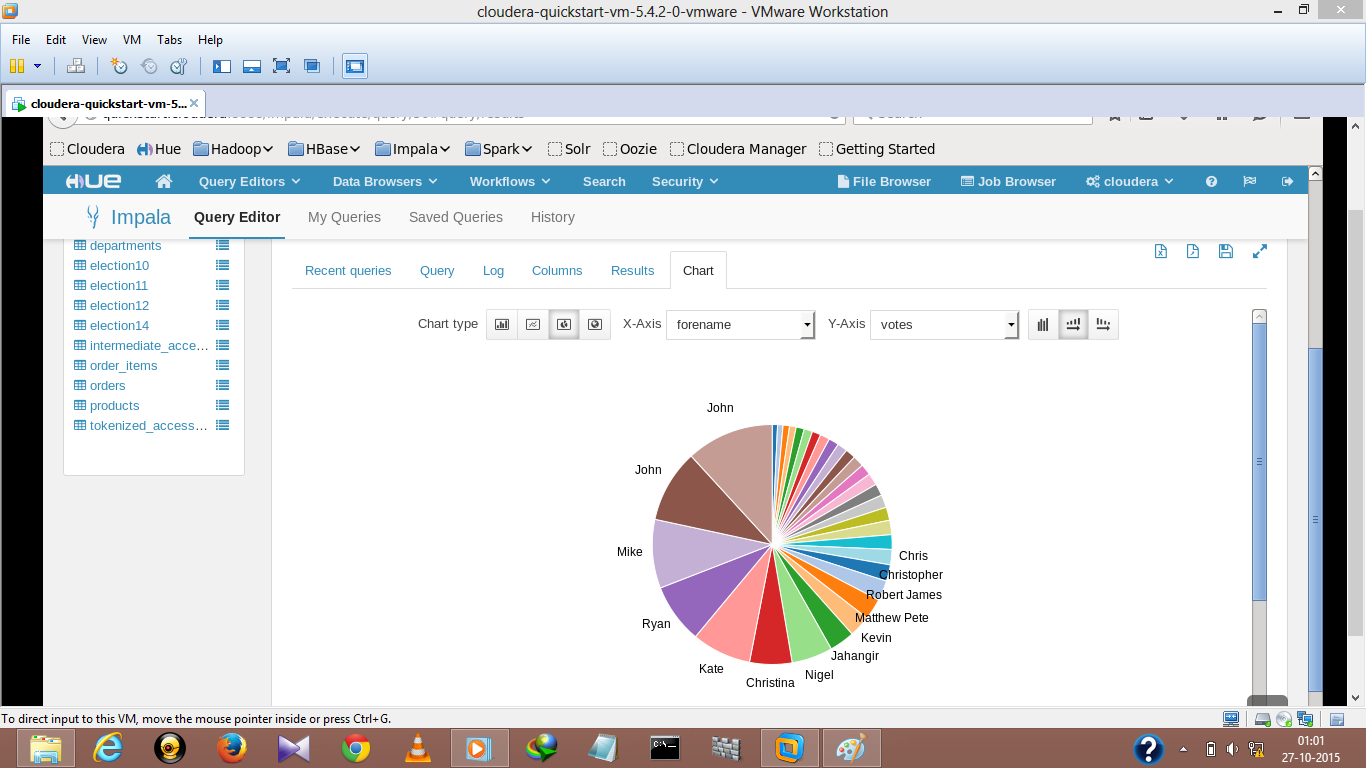 cloudera-quickstart-vm-5.4.2-0-vmware - VMware Workstation
File Edit View VM Tabs Help
cloudera-quickstart-vm-5...
Cloudera Hue Hadoop HBase Impala Spark Solr Oozie Cloudera Manager Getting Started
HUE Query Editors Data Browsers Workflows Search Security File Browser Job Browser cloudera
Impala Query Editor My Queries Saved Queries History
departments
election10
election11
election12
election14
intermediate_acce...
order_items
orders
products
tokenized_access...
Recent queries Query Log Columns Results Chart
Chart type X-Axis forename Y-Axis votes
John
John
Mike
Ryan
Kate
Christina
Nigel
Jahangir
Kevin
Matthew Pete
Robert James
Christopher
Chris
To direct input to this VM, move the mouse pointer inside or press Ctrl+G.
01:01
27-10-2015